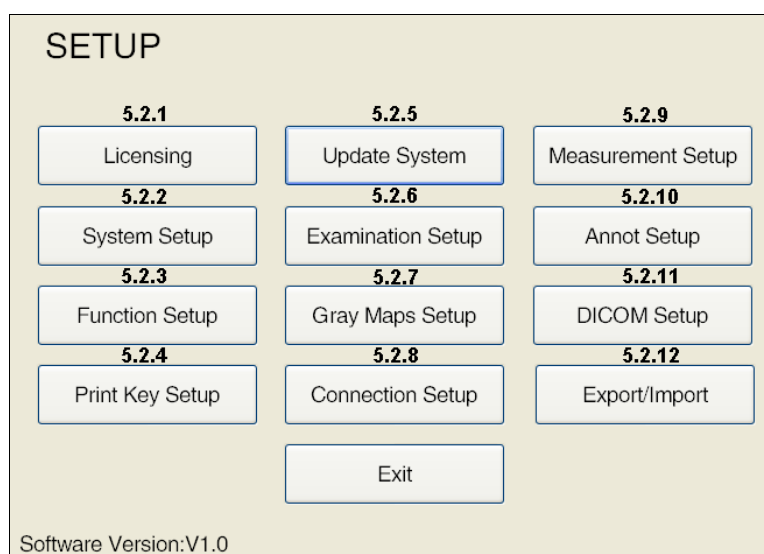 SETUP
5.2.1 5.2.5 5.2.9
Licensing Update System Measurement Setup
5.2.2 5.2.6 5.2.10
System Setup Examination Setup Annot Setup
5.2.3 5.2.7 5.2.11
Function Setup Gray Maps Setup DICOM Setup
5.2.4 5.2.8 5.2.12
Print Key Setup Connection Setup Export/Import
Exit
Software Version:V1.0